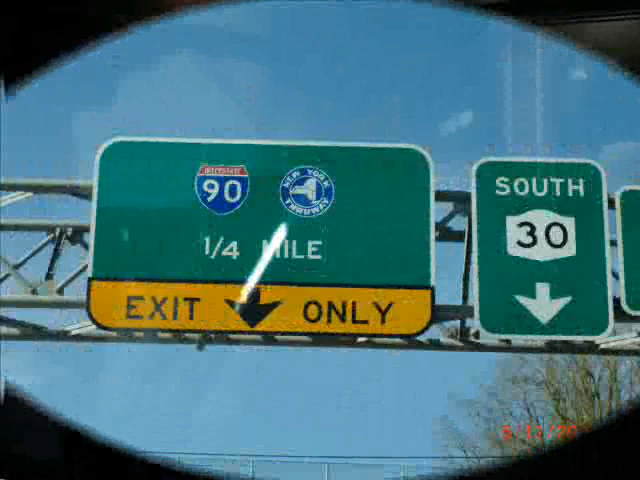 INTERSTATE
90
NEW YORK
THRUWAY
1/4 MILE
EXIT ONLY
SOUTH
30